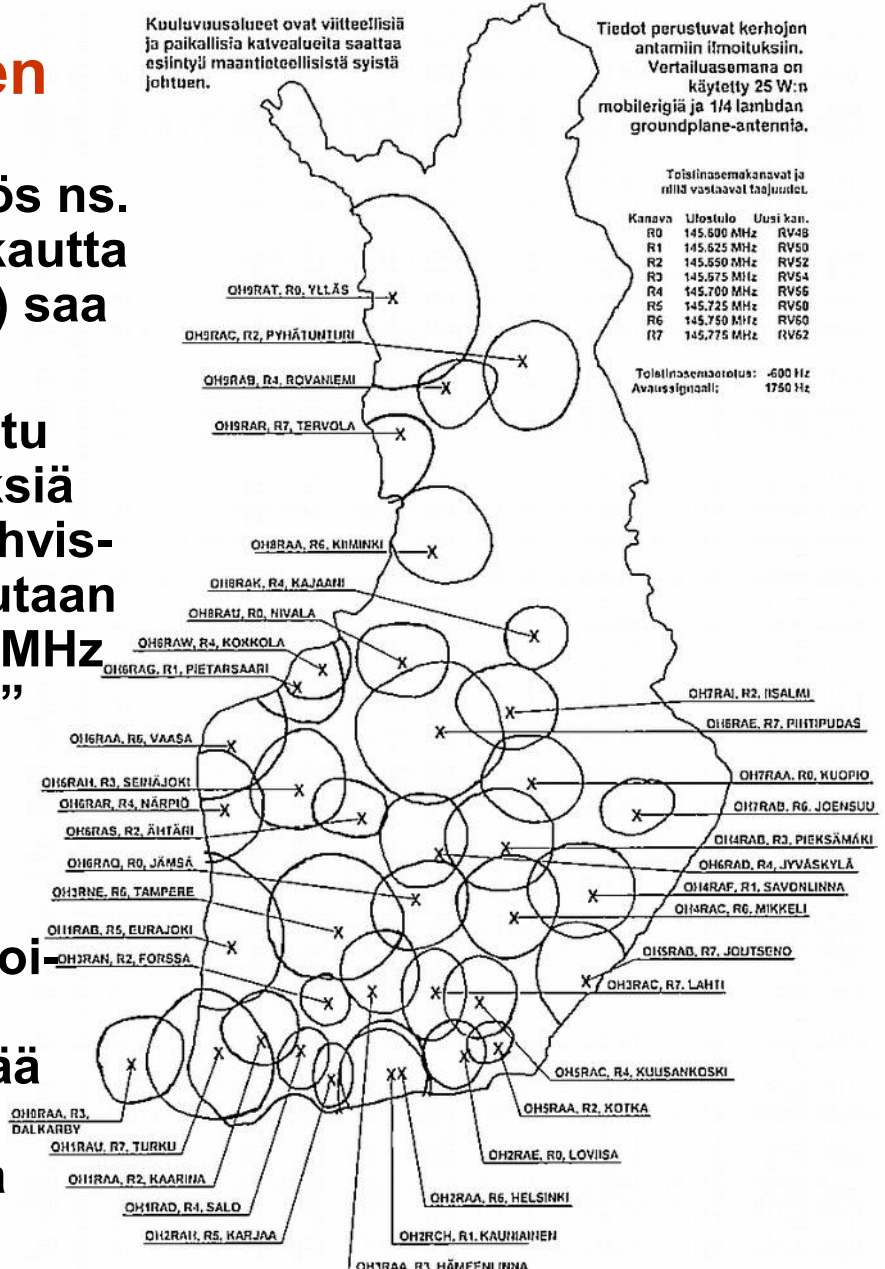 en
ös ns.
kautta
) saa
tu
ksiä
hvis-
utaan
MHz
”
oi-
ää
Kuuluvuusalueet ovat viitteellisiä
ja paikallisia katvealueita saattaa
esiintyä maantieteellisistä syistä
johtuen.
Tiedot perustuvat kerhojen
antamiin ilmoituksiin.
Vertailuasemana on
käytetty 25 W:n
mobilerigiä ja 1/4 lambdan
groundplane-antennia.
Toistinasemakanavat ja
niitä vastaavat taajuudet.
Kanava Ulostulo Uusi kan.
R0 145.600 MHz RV48
R1 145.625 MHz RV50
R2 145.650 MHz RV52
R3 145.675 MHz RV54
R4 145.700 MHz RV56
R5 145.725 MHz RV58
R6 145.750 MHz RV60
R7 145.775 MHz RV62
Toistinasemaerotus: -600 Hz
Avaussignaali: 1750 Hz
OH9RAT, R0, YLLÄS
OH9RAC, R2, PYHÄTUNTURI
OH9RAB, R4, ROVANIEMI
OH9RAR, R7, TERVOLA
OH8RAA, R6, KIIMINKI
OH8RAK, R4, KAJAANI
OH8RAU, R0, NIVALA
OH6RAW, R4, KOKKOLA
OH6RAG, R1, PIETARSAARI
OH7RAI, R2, IISALMI
OH6RAE, R7, PIHTIPUDAS
OH6RAA, R6, VAASA
OH6RAH, R3, SEINÄJOKI
OH7RAA, R0, KUOPIO
OH6RAR, R4, NÄRPIÖ
OH7RAB, R6, JOENSUU
OH6RAS, R2, ÄHTÄRI
OH4RAB, R3, PIEKSÄMÄKI
OH6RAQ, R0, JÄMSÄ
OH6RAD, R4, JYVÄSKYLÄ
OH3RNE, R6, TAMPERE
OH4RAF, R1, SAVONLINNA
OH4RAC, R6, MIKKELI
OH1RAB, R5, EURAJOKI
OH5RAB, R7, JOUTSENO
OH3RAN, R2, FORSSA
OH3RAC, R7, LAHTI
OH5RAC, R4, KUUSANKOSKI
OH5RAA, R2, KOTKA
OH0RAA, R3,
DALKARBY
OH1RAU, R7, TURKU
OH2RAE, R0, LOVIISA
OH1RAA, R2, KAARINA
OH2RAA, R6, HELSINKI
OH1RAD, R4, SALO
OH2RAH, R5, KARJAA
OH2RCH, R1, KAUNIAINEN
OH3RAA, R3, HÄMEENLINNA